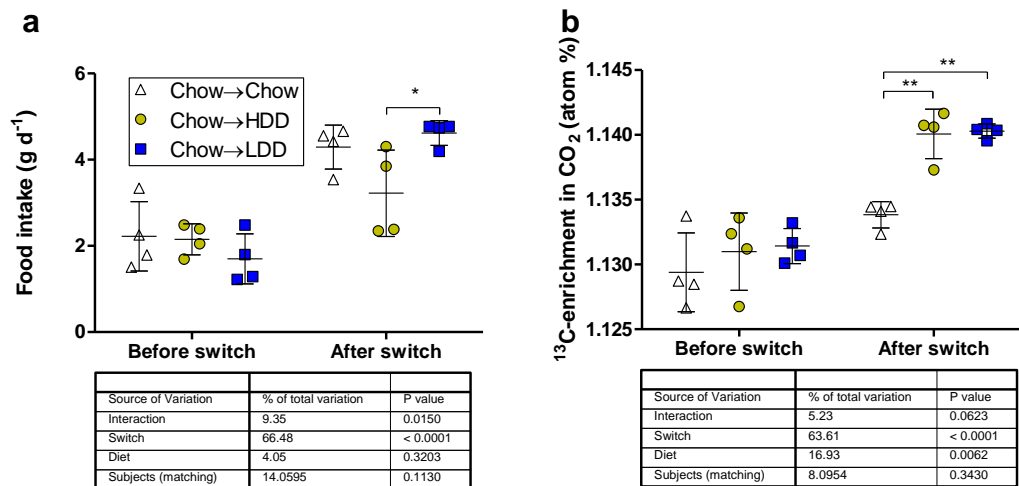 a
Food intake (g d⁻¹)
6
4
2
0
Chow→Chow
Chow→HDD
Chow→LDD
*
Before switch
After switch
Source of Variation % of total variation P value
Interaction 9.35 0.0150
Switch 66.48 < 0.0001
Diet 4.05 0.3203
Subjects (matching) 14.0595 0.1130
b
¹³C-enrichment in CO₂ (atom %)
1.145
1.140
1.135
1.130
1.125
**
**
Before switch
After switch
Source of Variation % of total variation P value
Interaction 5.23 0.0623
Switch 63.61 < 0.0001
Diet 16.93 0.0062
Subjects (matching) 8.0954 0.3430